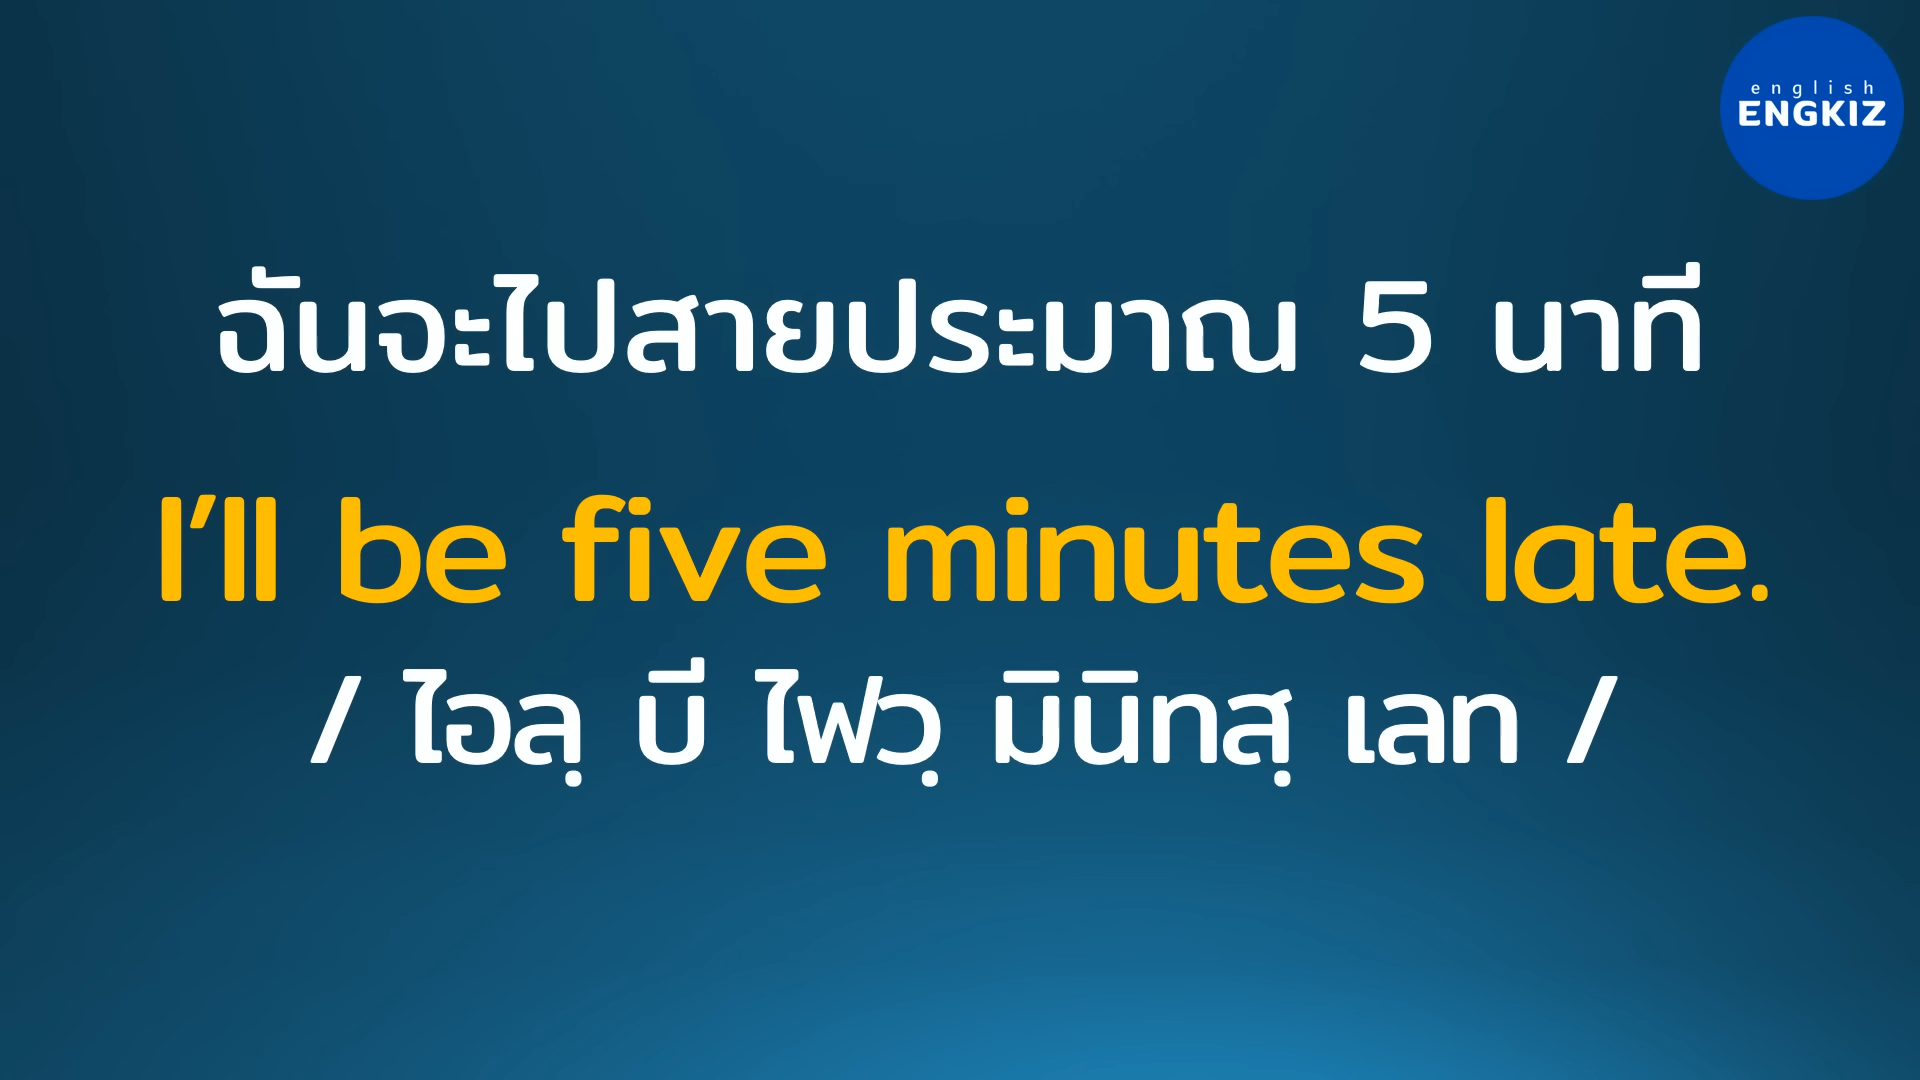 english
ENGKIZ
ฉันจะไปสายประมาณ 5 นาที
I’ll be five minutes late.
/ ไอลฺ บี ไฟวฺ มินิทสฺ เลท /